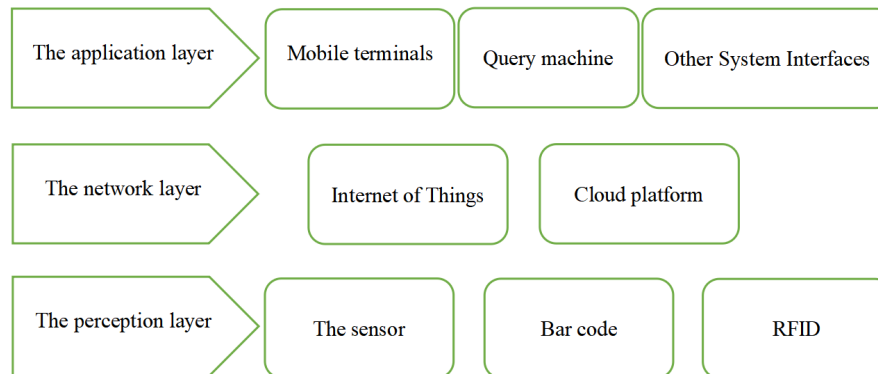 The application layer
Mobile terminals
Query machine
Other System Interfaces
The network layer
Internet of Things
Cloud platform
The perception layer
The sensor
Bar code
RFID